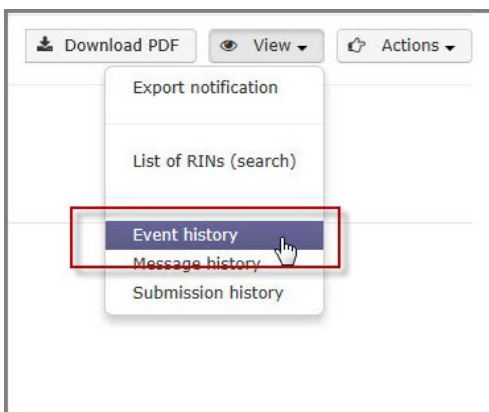 Download PDF View Actions
Export notification
List of RINs (search)
Event history
Message history
Submission history